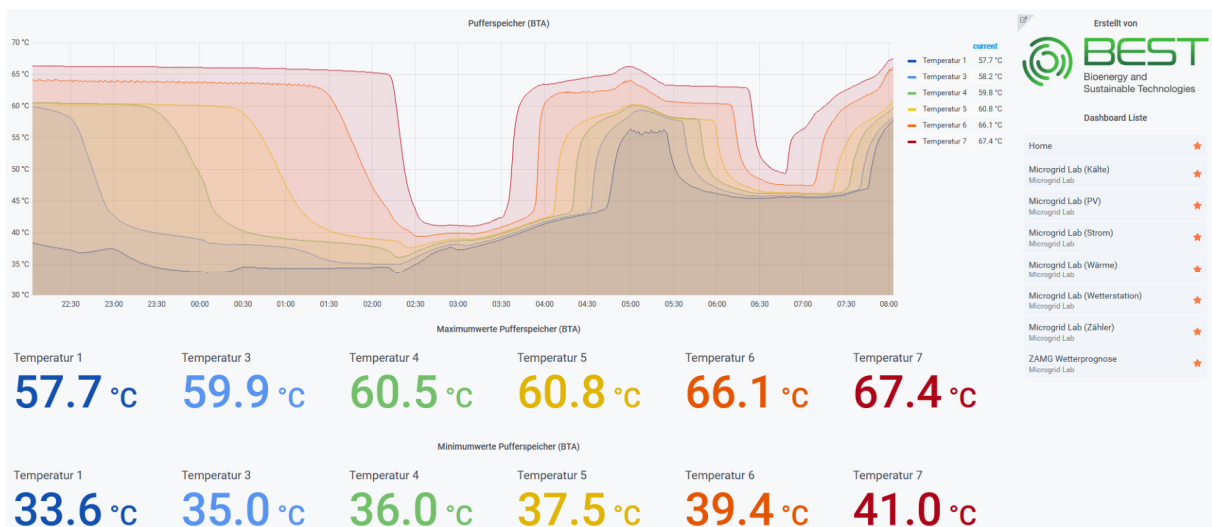 Pufferspeicher (BTA)
70 °C
65 °C
60 °C
55 °C
50 °C
45 °C
40 °C
35 °C
30 °C
22:30 23:00 23:30 00:00 00:30 01:00 01:30 02:00 02:30 03:00 03:30 04:00 04:30 05:00 05:30 06:00 06:30 07:00 07:30 08:00
current
Temperatur 1 57.7 °C
Temperatur 3 58.2 °C
Temperatur 4 59.8 °C
Temperatur 5 60.8 °C
Temperatur 6 66.1 °C
Temperatur 7 67.4 °C
Maximumwerte Pufferspeicher (BTA)
Temperatur 1 Temperatur 3 Temperatur 4 Temperatur 5 Temperatur 6 Temperatur 7
57.7 °C 59.9 °C 60.5 °C 60.8 °C 66.1 °C 67.4 °C
Minimumwerte Pufferspeicher (BTA)
Temperatur 1 Temperatur 3 Temperatur 4 Temperatur 5 Temperatur 6 Temperatur 7
33.6 °C 35.0 °C 36.0 °C 37.5 °C 39.4 °C 41.0 °C
Erstellt von
BEST
Bioenergy and
Sustainable Technologies
Dashboard Liste
Home
Microgrid Lab (Kälte)
Microgrid Lab
Microgrid Lab (PV)
Microgrid Lab
Microgrid Lab (Strom)
Microgrid Lab
Microgrid Lab (Wärme)
Microgrid Lab
Microgrid Lab (Wetterstation)
Microgrid Lab
Microgrid Lab (Zähler)
Microgrid Lab
ZAMG Wetterprognose
Microgrid Lab